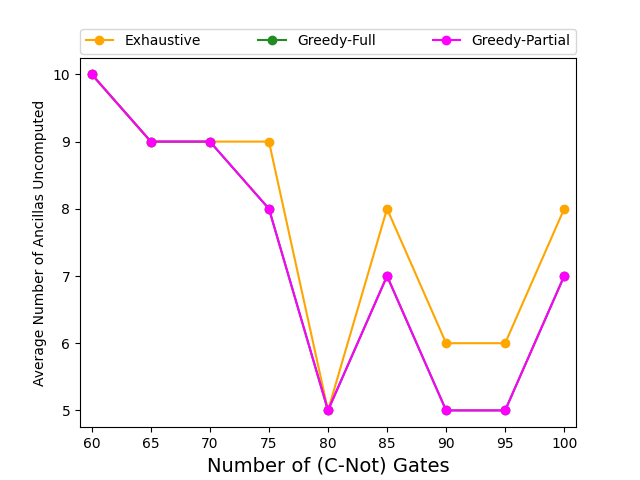 Exhaustive Greedy-Full Greedy-Partial
10
9
8
7
6
5
Average Number of Ancillas Uncomputed
60 65 70 75 80 85 90 95 100
Number of (C-Not) Gates